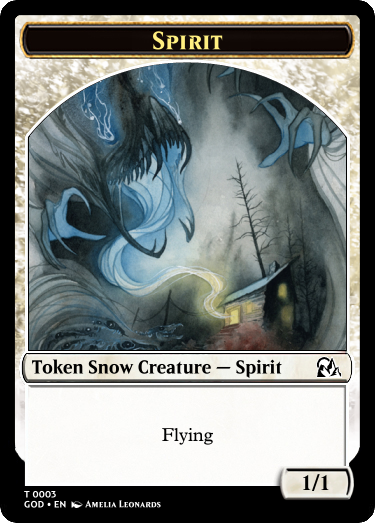 Spirit
Token Snow Creature — Spirit
Flying
1/1
T 0003
GOD • EN Amelia Leonards